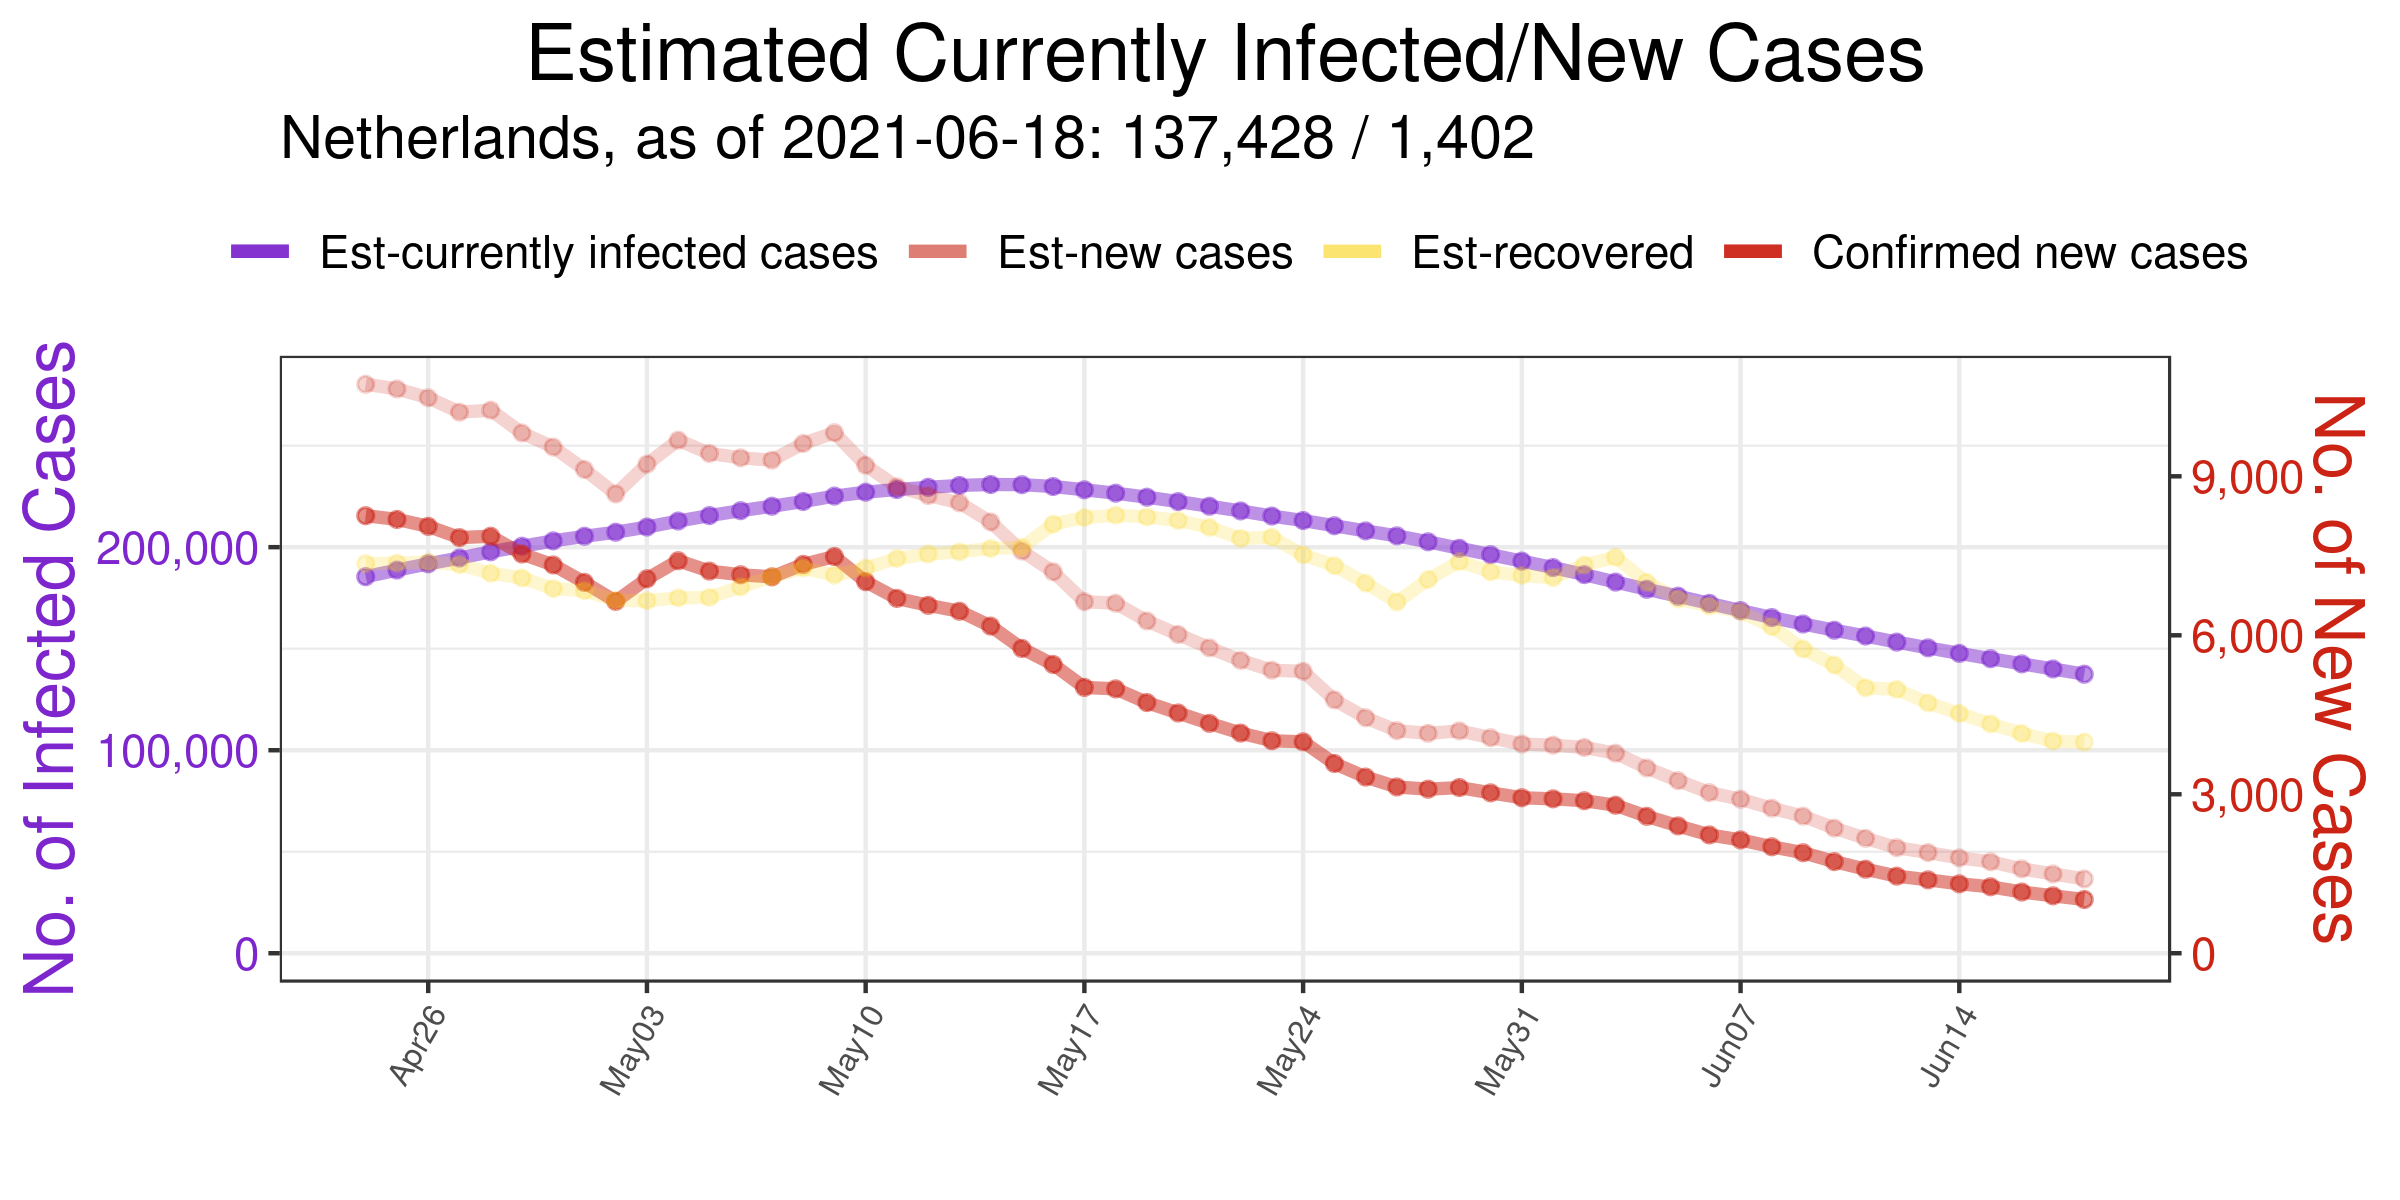 Estimated Currently Infected/New Cases
Netherlands, as of 2021-06-18: 137,428 / 1,402
Est-currently infected cases Est-new cases Est-recovered Confirmed new cases
No. of Infected Cases
200,000
100,000
0
9,000
6,000
3,000
0
No. of New Cases
Apr26 May03 May10 May17 May24 May31 Jun07 Jun14